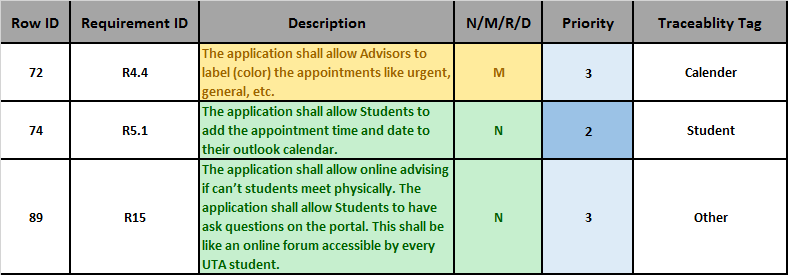 Row ID Requirement ID Description N/M/R/D Priority Traceablity Tag
72 R4.4 The application shall allow Advisors to
label (color) the appointments like urgent,
general, etc. M 3 Calender
74 R5.1 The application shall allow Students to
add the appointment time and date to
their outlook calendar. N 2 Student
89 R15 The application shall allow online advising
if can't students meet physically. The
application shall allow Students to have
ask questions on the portal. This shall be
like an online forum accessible by every
UTA student. N 3 Other